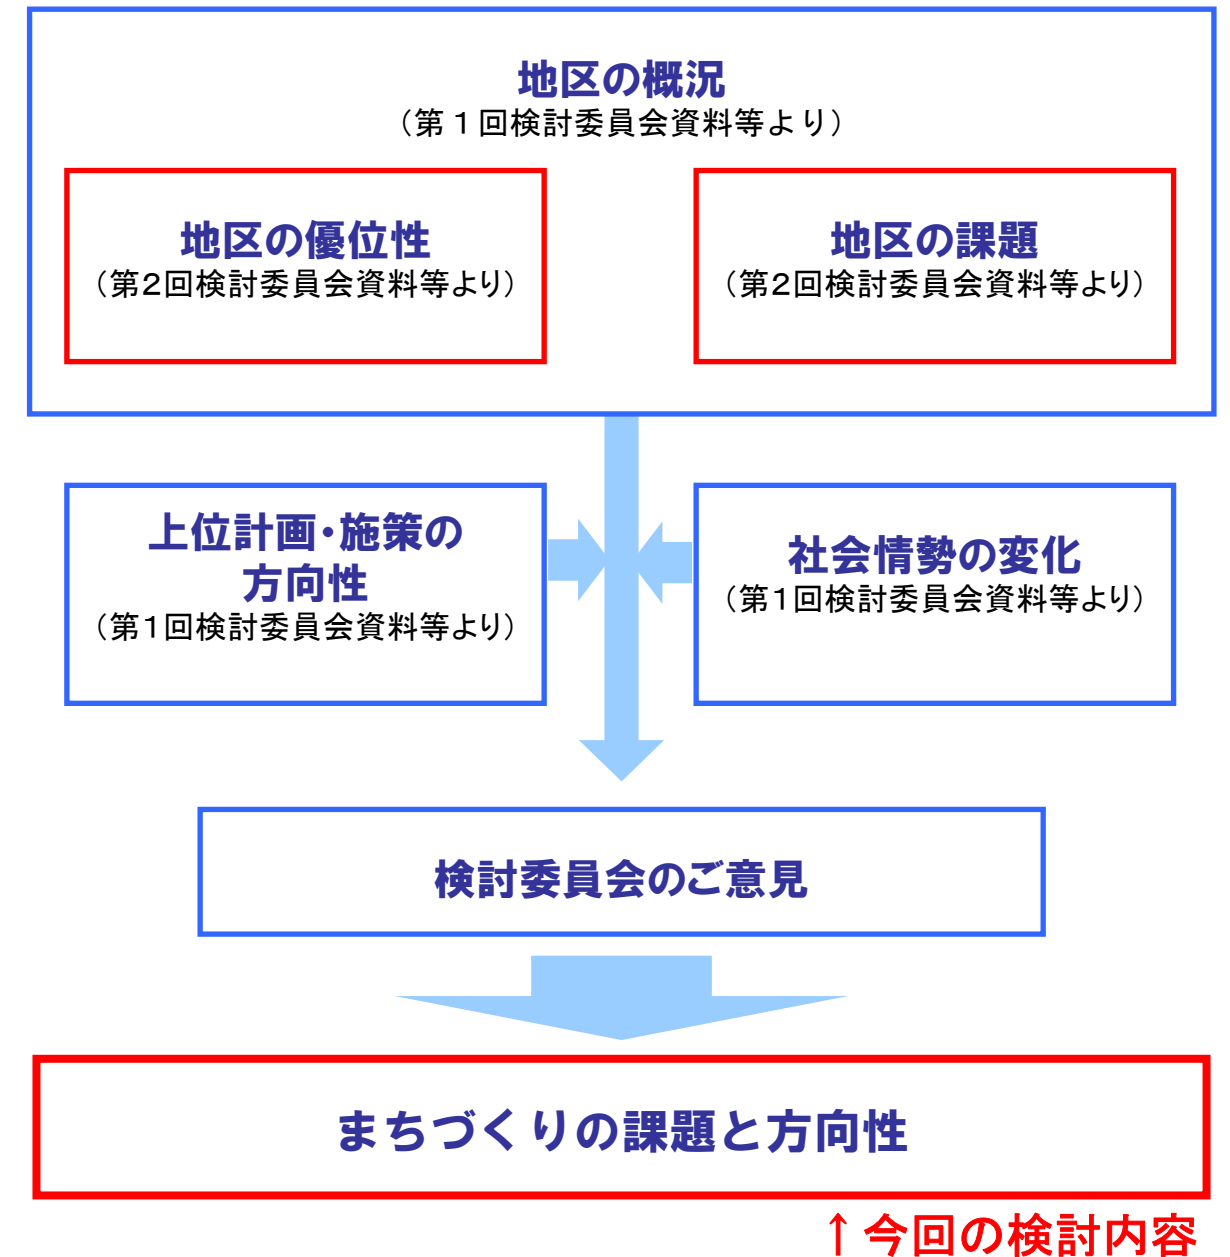 地区の概況
（第１回検討委員会資料等より）
地区の優位性
（第2回検討委員会資料等より）
地区の課題
（第2回検討委員会資料等より）
上位計画・施策の
方向性
（第1回検討委員会資料等より）
社会情勢の変化
（第1回検討委員会資料等より）
検討委員会のご意見
まちづくりの課題と方向性
↑今回の検討内容